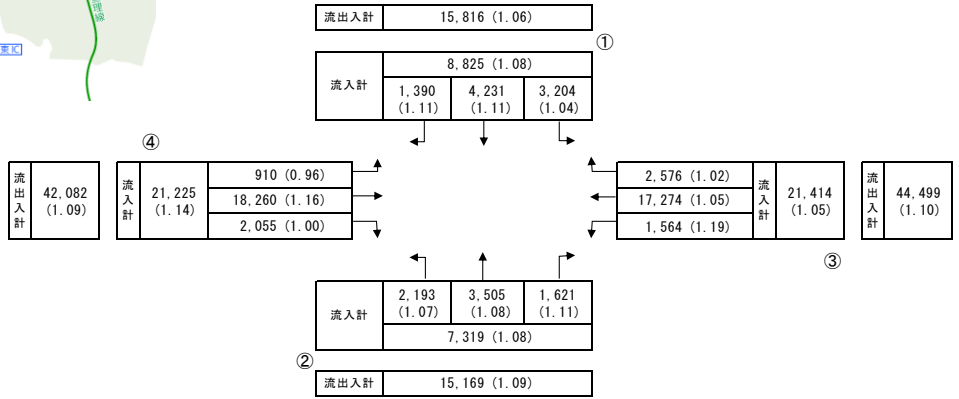 理線
東IC
流出入計 15,816 (1.06)
①
流入計
8,825 (1.08)
1,390 4,231 3,204
(1.11) (1.11) (1.04)
④
流出入計
42,082
(1.09)
流入計
21,225
(1.14)
910 (0.96)
18,260 (1.16)
2,055 (1.00)
2,576 (1.02)
17,274 (1.05)
1,564 (1.19)
流入計
21,414
(1.05)
流出入計
44,499
(1.10)
③
流入計
2,193 3,505 1,621
(1.07) (1.08) (1.11)
7,319 (1.08)
②
流出入計 15,169 (1.09)